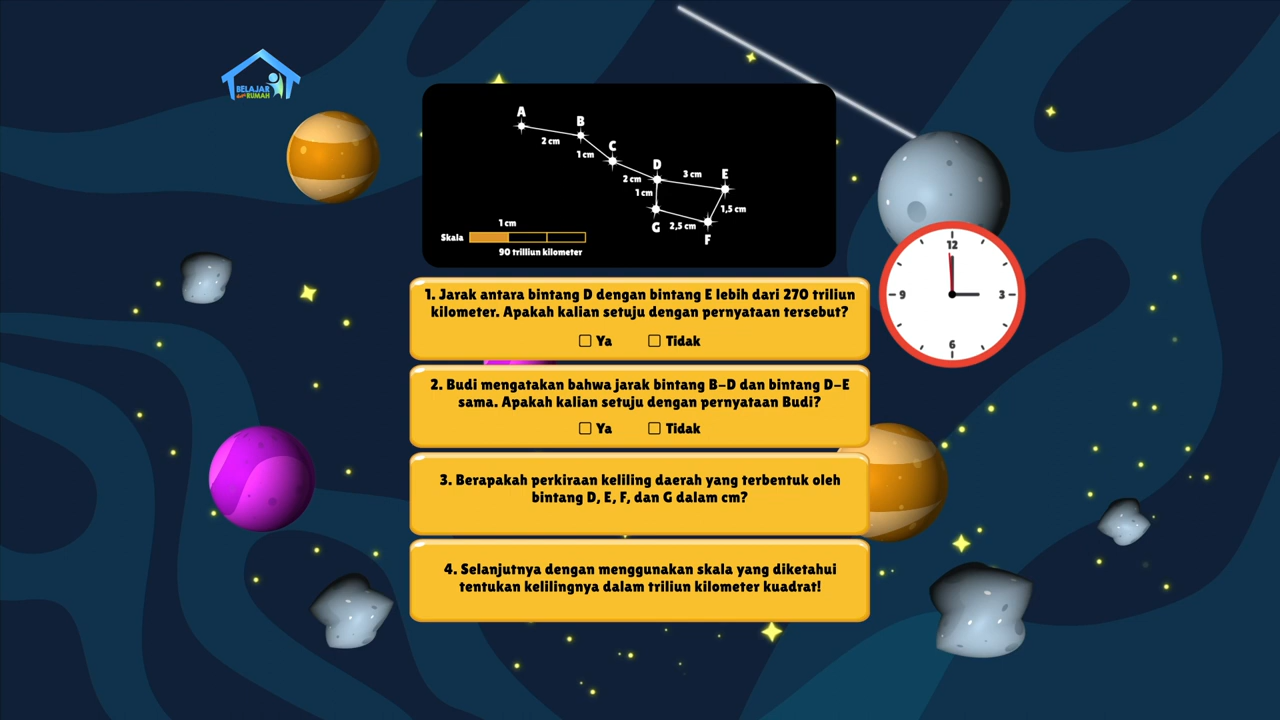 BELAJAR
dari RUMAH
A
B
2 cm
1 cm
C
D
2 cm
3 cm
E
1 cm
1,5 cm
G
2,5 cm
F
1 cm
Skala
90 trilliun kilometer
12
9
3
6
1. Jarak antara bintang D dengan bintang E lebih dari 270 triliun
kilometer. Apakah kalian setuju dengan pernyataan tersebut?
Ya
Tidak
2. Budi mengatakan bahwa jarak bintang B-D dan bintang D-E
sama. Apakah kalian setuju dengan pernyataan Budi?
Ya
Tidak
3. Berapakah perkiraan keliling daerah yang terbentuk oleh
bintang D, E, F, dan G dalam cm?
4. Selanjutnya dengan menggunakan skala yang diketahui
tentukan kelilingnya dalam triliun kilometer kuadrat!